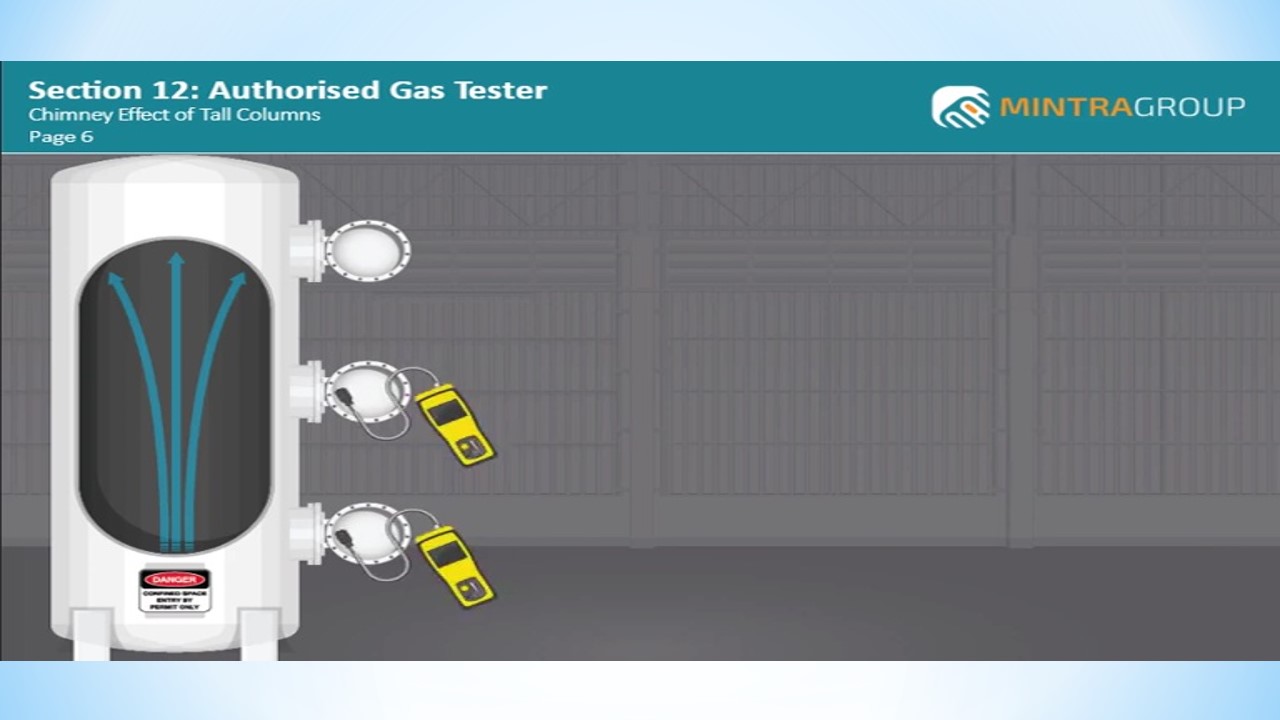 Section 12: Authorised Gas Tester
Chimney Effect of Tall Columns
Page 6
MINTRAGROUP
DANGER
CONFINED SPACE
ENTRY BY
PERMIT ONLY